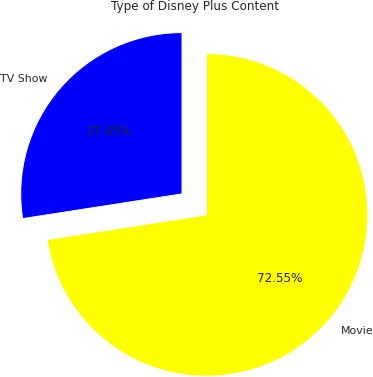 Type of Disney Plus Content
TV Show
27.45%
72.55%
Movie